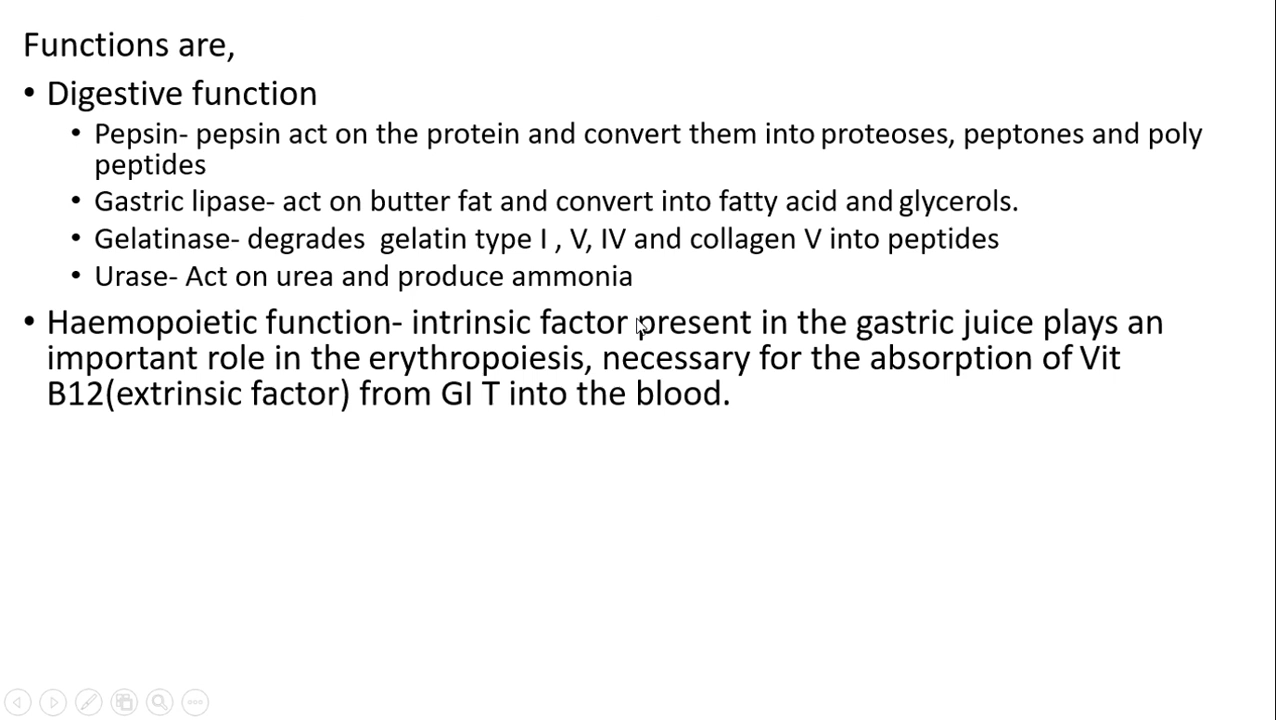 Functions are,
• Digestive function
• Pepsin- pepsin act on the protein and convert them into proteoses, peptones and poly
peptides
• Gastric lipase- act on butter fat and convert into fatty acid and glycerols.
• Gelatinase- degrades  gelatin type I , V, IV and collagen V into peptides
• Urase- Act on urea and produce ammonia
• Haemopoietic function- intrinsic factor present in the gastric juice plays an
important role in the erythropoiesis, necessary for the absorption of Vit
B12(extrinsic factor) from GI T into the blood.